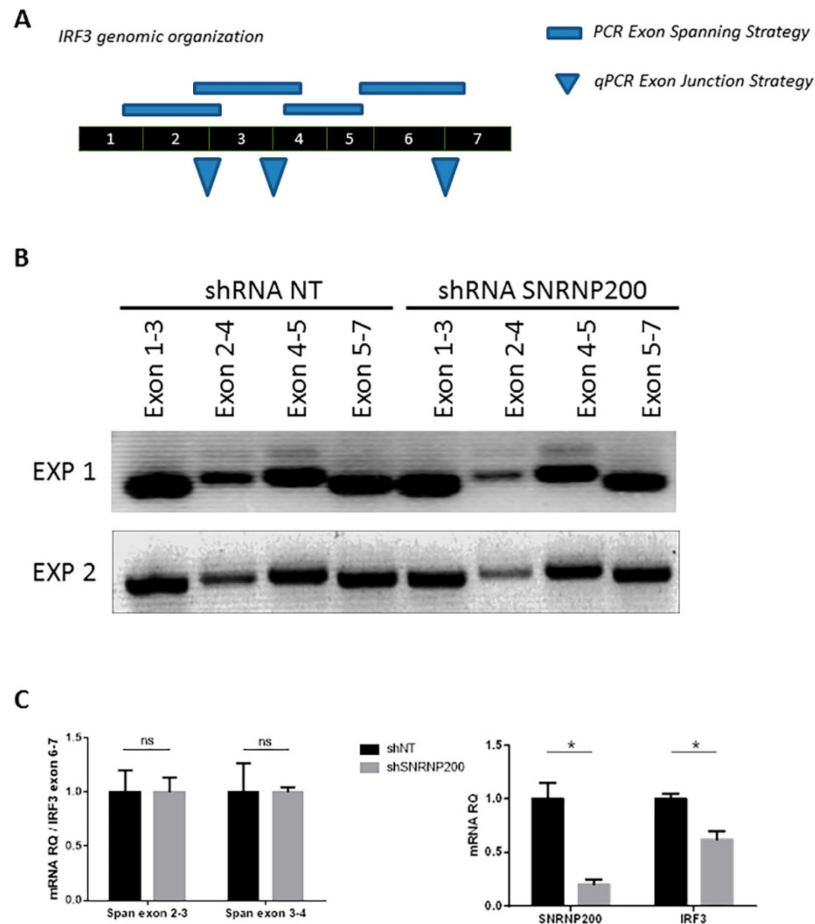 A
IRF3 genomic organization
PCR Exon Spanning Strategy
qPCR Exon Junction Strategy
1 2 3 4 5 6 7
B
shRNA NT shRNA SNRNP200
Exon 1-3 Exon 2-4 Exon 4-5 Exon 5-7 Exon 1-3 Exon 2-4 Exon 4-5 Exon 5-7
EXP 1
EXP 2
C
mRNA RQ / IRF3 exon 6-7
1.5
1.0
0.5
0.0
ns ns
Span exon 2-3 Span exon 3-4
shNT
shSNRNP200
mRNA RQ
1.5
1.0
0.5
0.0
* *
SNRNP200 IRF3